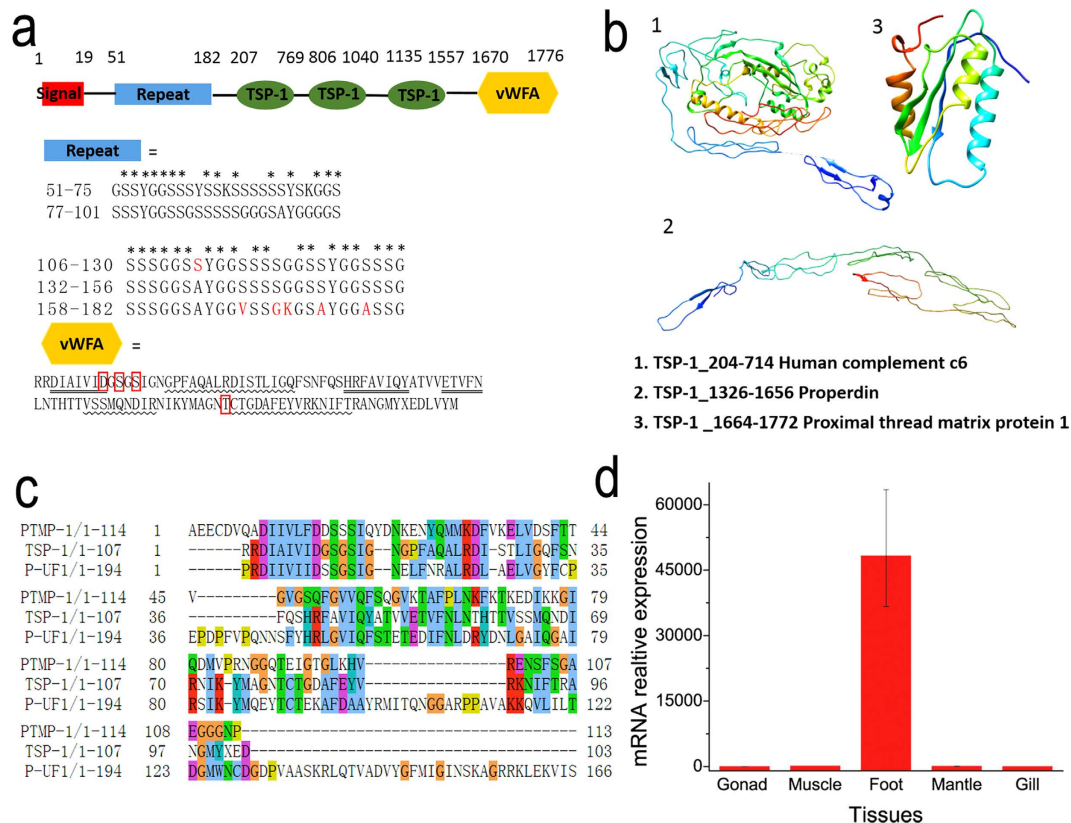 a
1 19 51 182 207 769 806 1040 1135 1557 1670 1776
Signal Repeat TSP-1 TSP-1 TSP-1 vWFA
Repeat =
***************
51-75 GSSYGGSSSYSSKSSSSSSYSKGGS
77-101 SSSYGGSSGSSSSSGGGSAYGGGGS
106-130 SSSGGSSYGGSSSSGGSSYGGSSSG
132-156 SSSGGSAYGGSSSSGGSSYGGSSSG
158-182 SSSGGSAYGGVSSGKGSAYGGASSG
vWFA =
RRDIAIVIDGSGSIGNGPFAQALRDISTLIGQFSNFQSHRFAVIQYATVVETVFN
LNTHTTVSSMQNDIRNIKYMAGNTCTGDAFEYVRKNIFTRANGMYXEDLVYM
b
1
3
2
1. TSP-1_204-714 Human complement c6
2. TSP-1_1326-1656 Properdin
3. TSP-1 _1664-1772 Proximal thread matrix protein 1
c
PTMP-1/1-114 1 AEECDVQADIIVLFDDSSSIQYDNKENYQMMKDFVKELVDSFTT 44
TSP-1/1-107 1 ------RRDIAIVIDGSGSIG--NGPFAQALRDI-STLIGQFSN 35
P-UF1/1-194 1 ------PRDIIVIIDSSGSIG--NELFNRALRDL-AELVGYFCP 35
PTMP-1/1-114 45 V---------GVGSQFGVVQFSQGVKTAFPLNKFKTKEDIKKGI 79
TSP-1/1-107 36 ----------FQSHRFAVIQYATVVETVFNLNTHTTVSSMQNDI 69
P-UF1/1-194 36 EPDPFVPQNNSFYHRLGVIQFSTETEDIFNLDRYDNLGAIQGAI 79
PTMP-1/1-114 80 QDMVPRNGGQTEIGTGLKHV----------------RENSFSGA 107
TSP-1/1-107 70 RNIK-YMAGNTCTGDAFEYV----------------RKNIFTRA 96
P-UF1/1-194 80 RSIK-YMQEYTCTEKAFDAAYRMITQNGGARPPAVAKKQVLILT 122
PTMP-1/1-114 108 EGGGNP-------------------------------------- 113
TSP-1/1-107 97 NGMYXED------------------------------------- 103
P-UF1/1-194 123 DGMWNCDGDPVAASKRLQTVADVYGFMIGINSKAGRRKLEKVIS 166
d
mRNA realtive expression
60000
45000
30000
15000
0
Gonad Muscle Foot Mantle Gill
Tissues